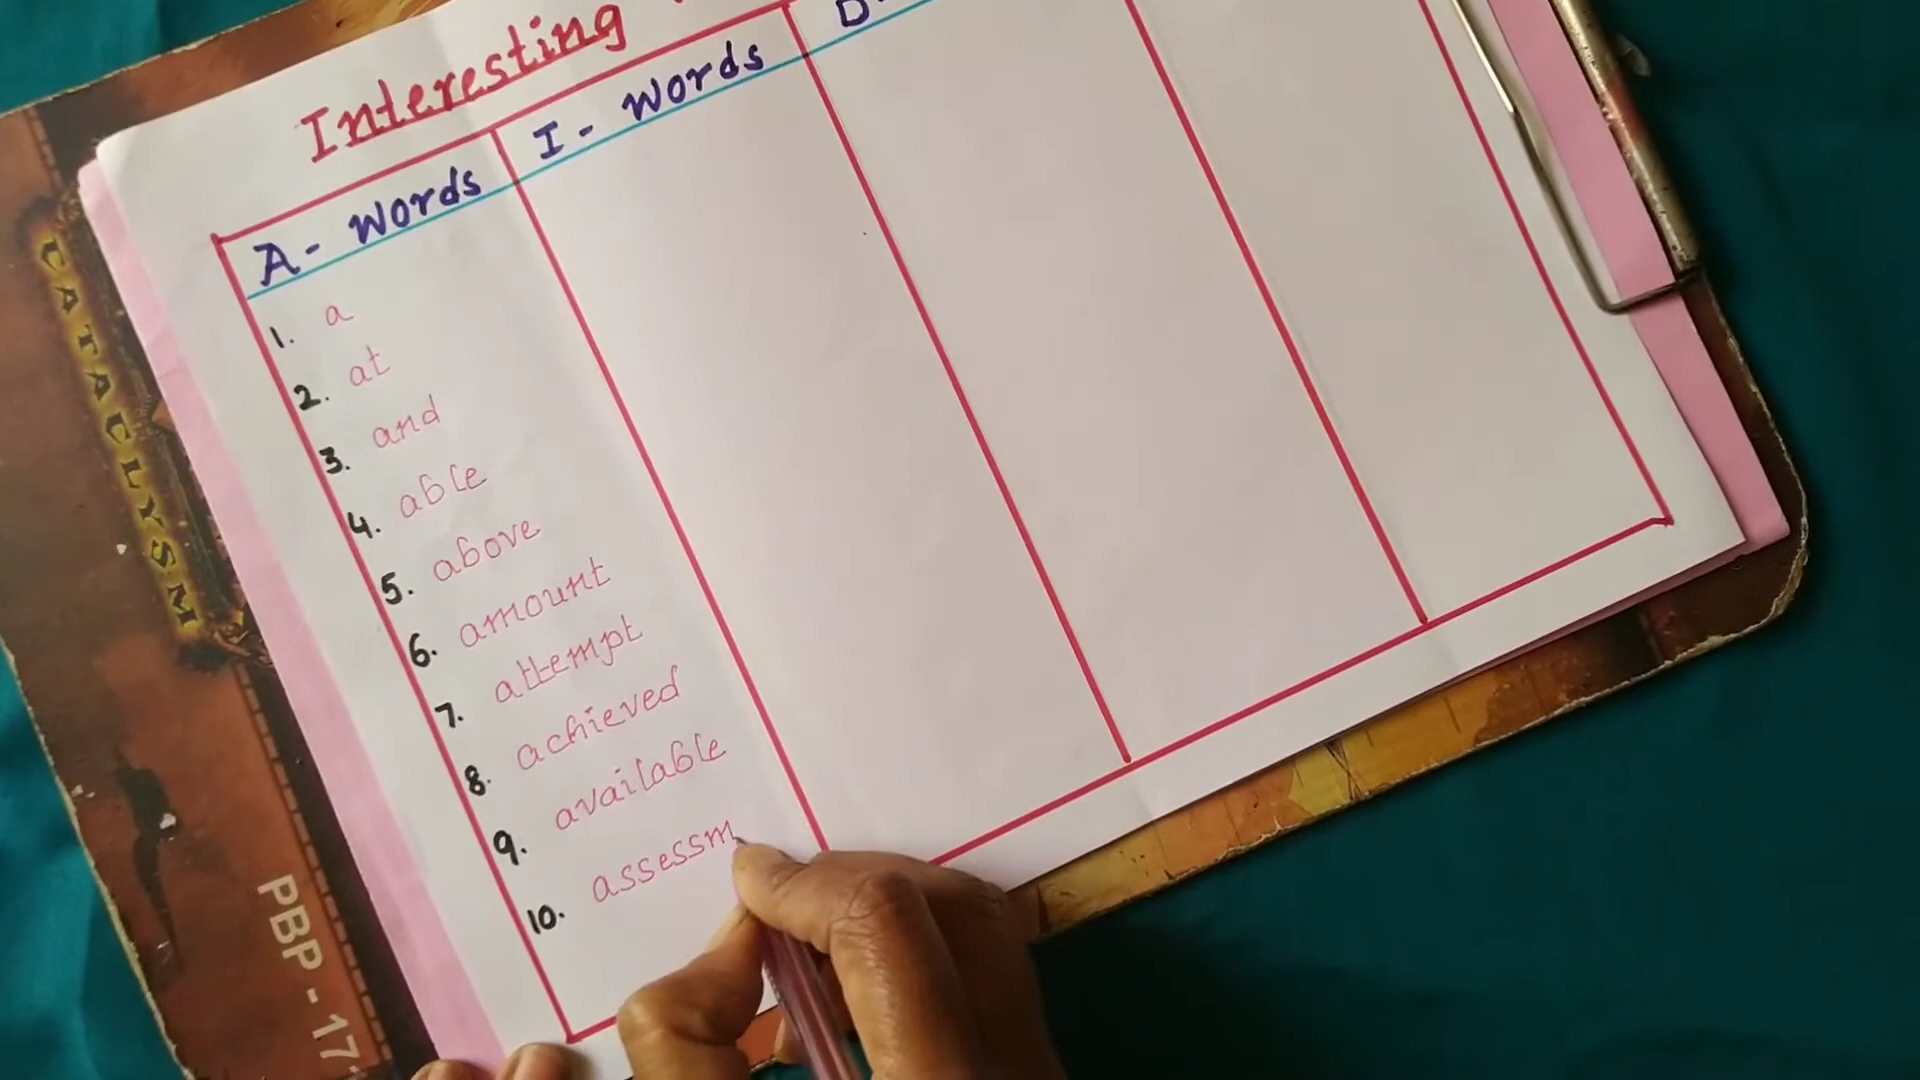 Interesting
A - Words
I - Words
1. a
2. at
3. and
4. able
5. above
6. amount
7. attempt
8. achieved
9. available
10. assessm
CATACLYSM
PBP - 17